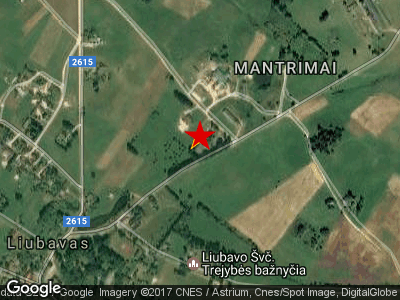 2615
MANTRIMAI
2615
Liubavas
Liubavo Švč.
Trejybės bažnyčia
Google
Imagery ©2017 CNES / Astrium, Cnes/Spot Image, DigitalGlobe